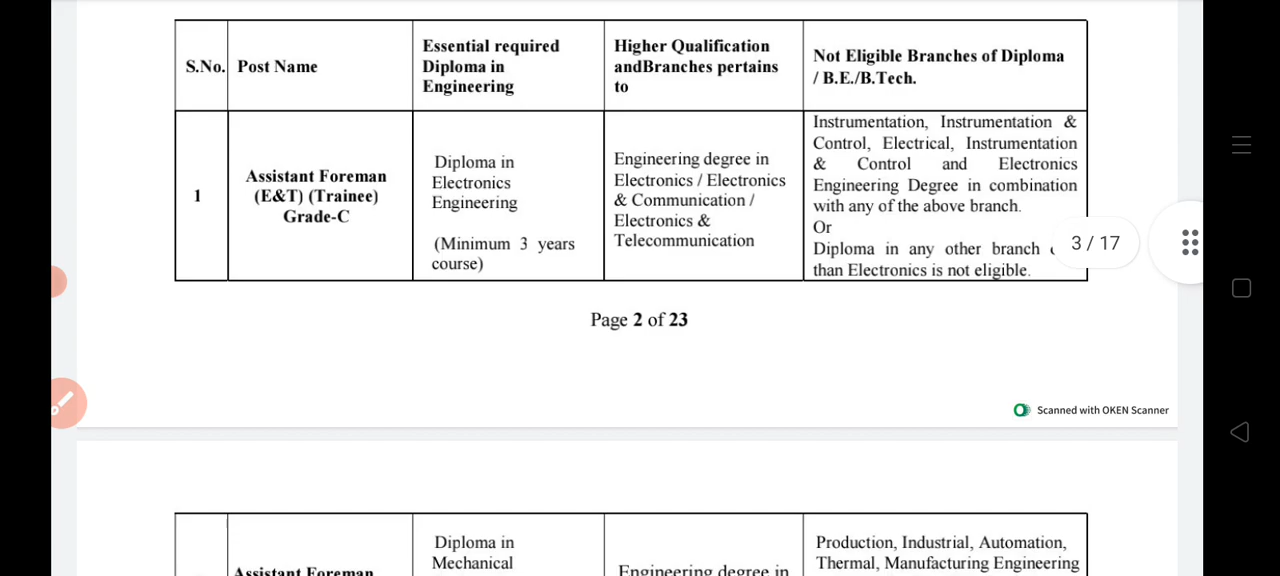 S.No.
Post Name
Essential required
Diploma in
Engineering
Higher Qualification
andBranches pertains
to
Not Eligible Branches of Diploma
/ B.E./B.Tech.
1
Assistant Foreman
(E&T) (Trainee)
Grade-C
Diploma in
Electronics
Engineering
(Minimum 3 years
course)
Engineering degree in
Electronics / Electronics
& Communication /
Electronics &
Telecommunication
Instrumentation, Instrumentation &
Control, Electrical, Instrumentation
& Control and Electronics
Engineering Degree in combination
with any of the above branch.
Or
Diploma in any other branch
than Electronics is not eligible.
3 / 17
Page 2 of 23
Scanned with OKEN Scanner
Assistant Foreman
Diploma in
Mechanical
Engineering degree in
Production, Industrial, Automation,
Thermal, Manufacturing Engineering